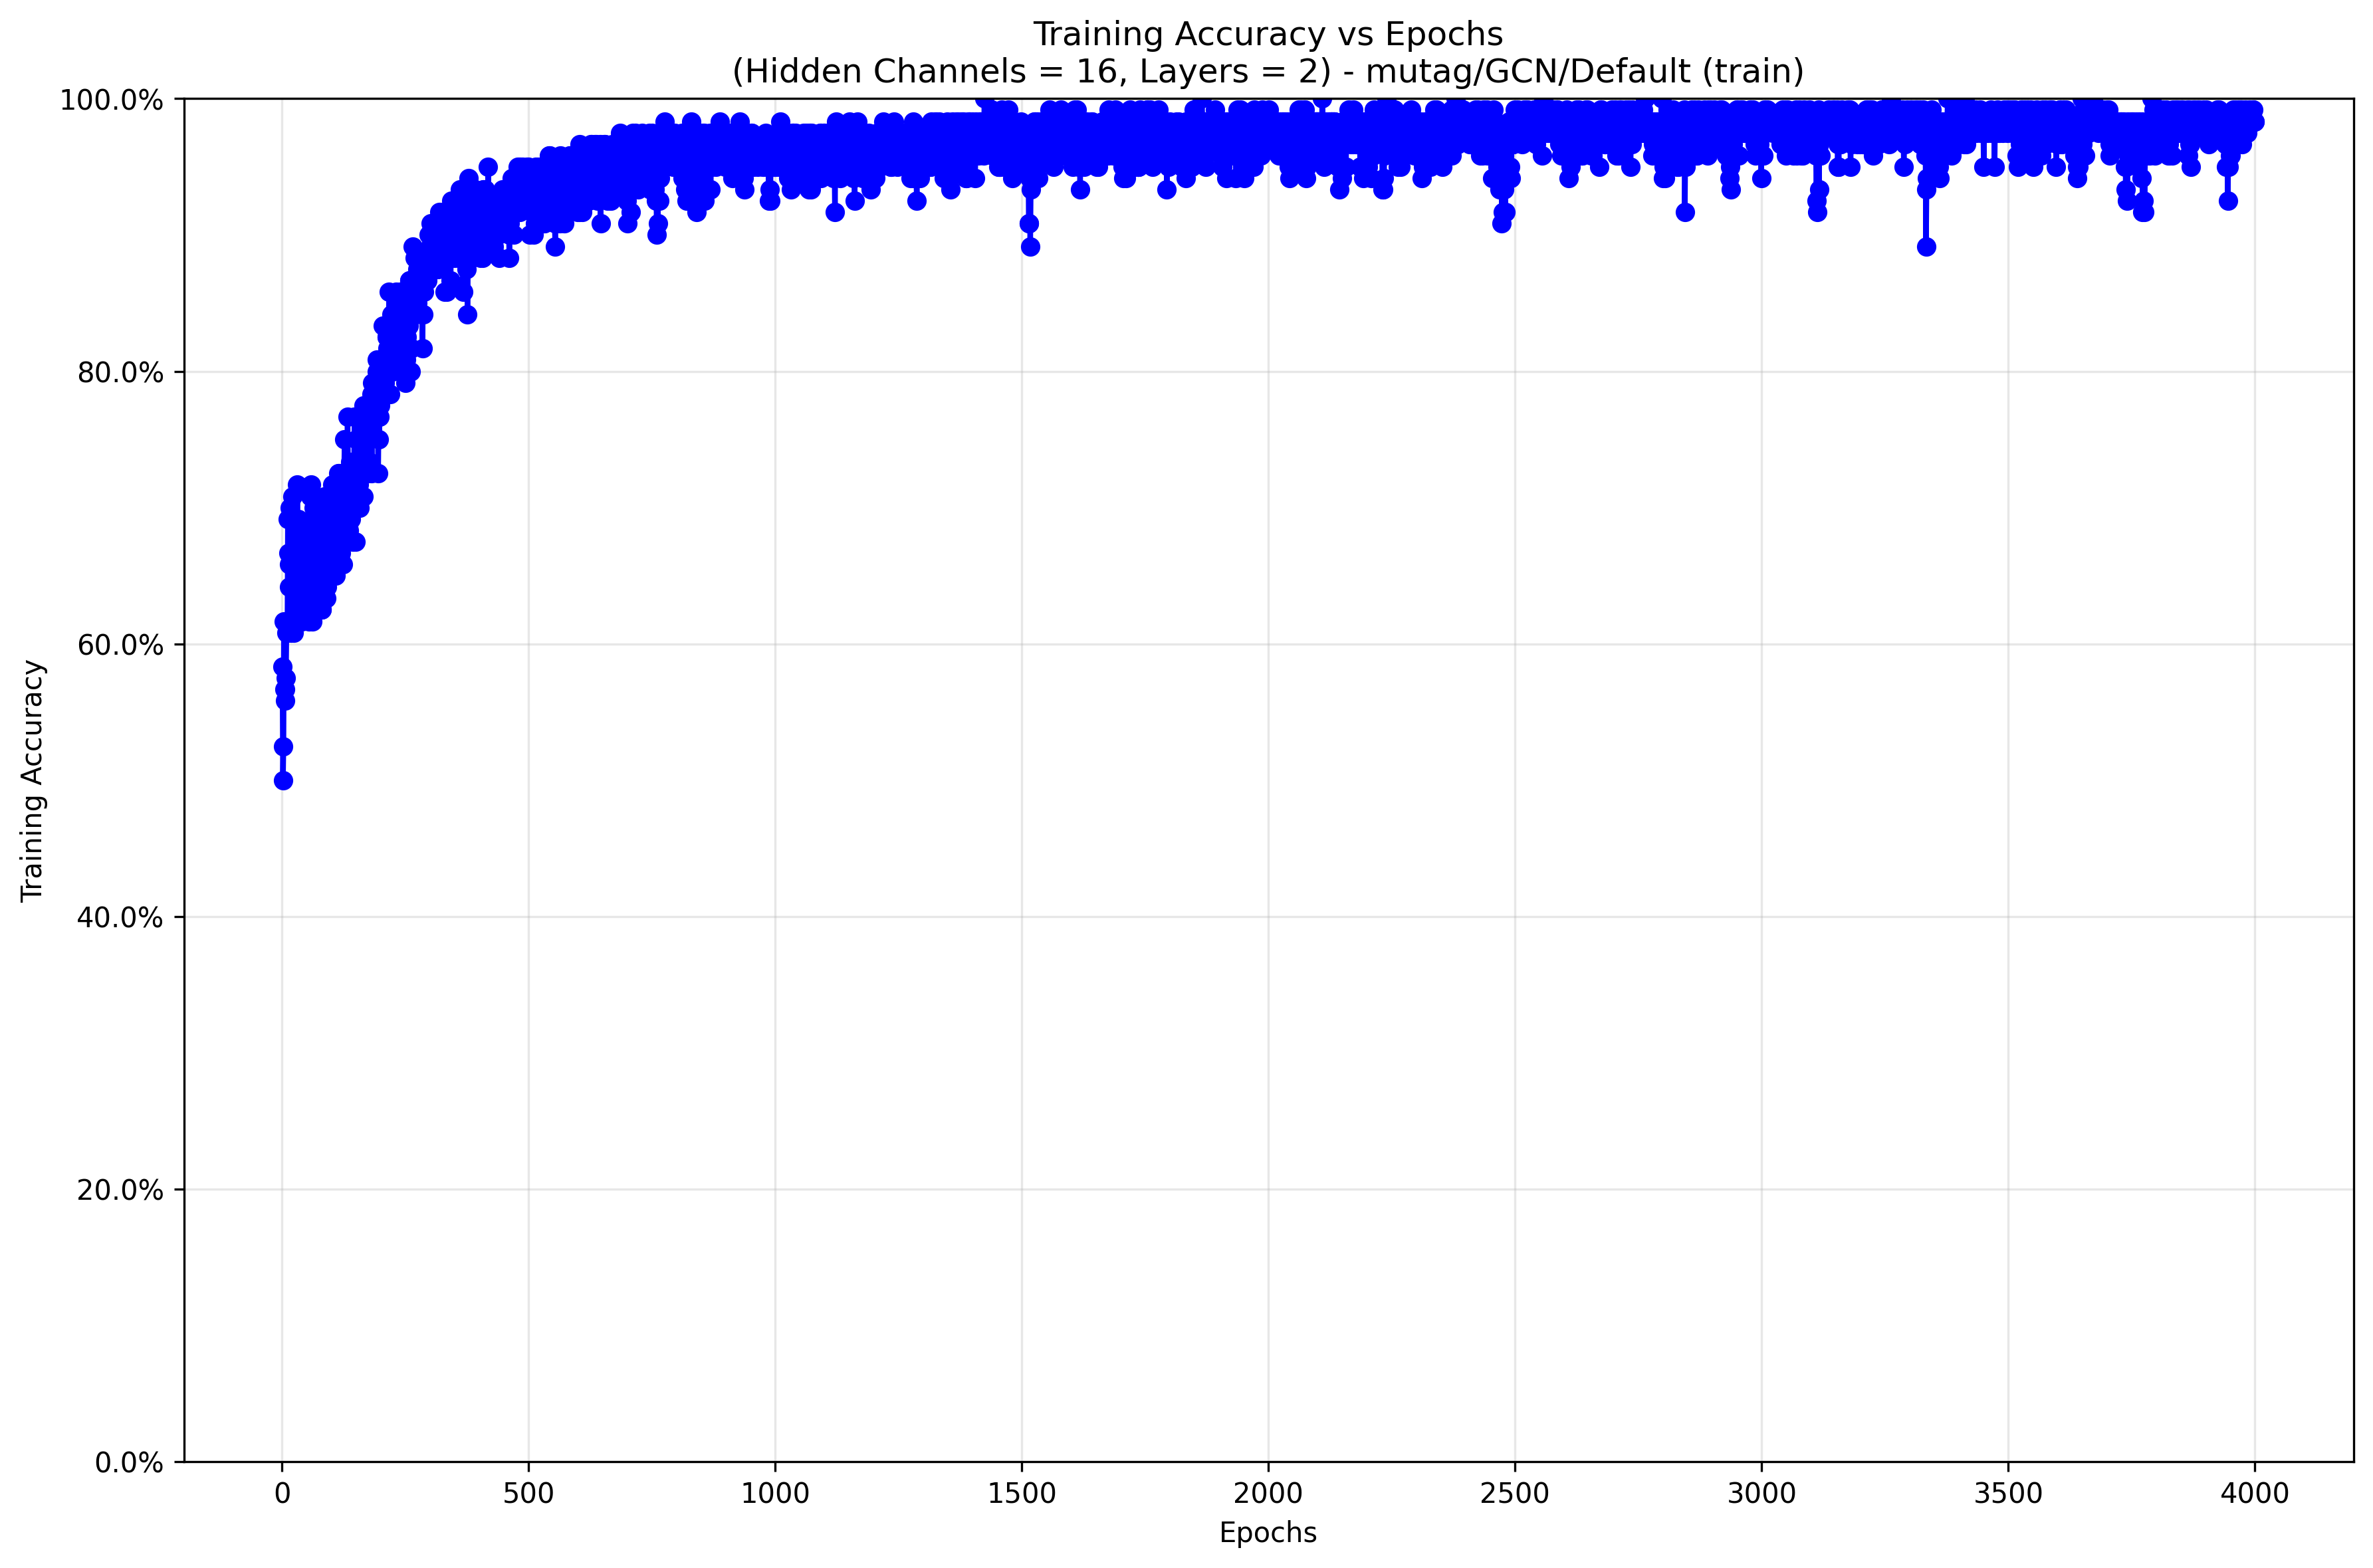 Training Accuracy vs Epochs
(Hidden Channels = 16, Layers = 2) - mutag/GCN/Default (train)
100.0%
80.0%
60.0%
40.0%
20.0%
0.0%
Training Accuracy
0 500 1000 1500 2000 2500 3000 3500 4000
Epochs